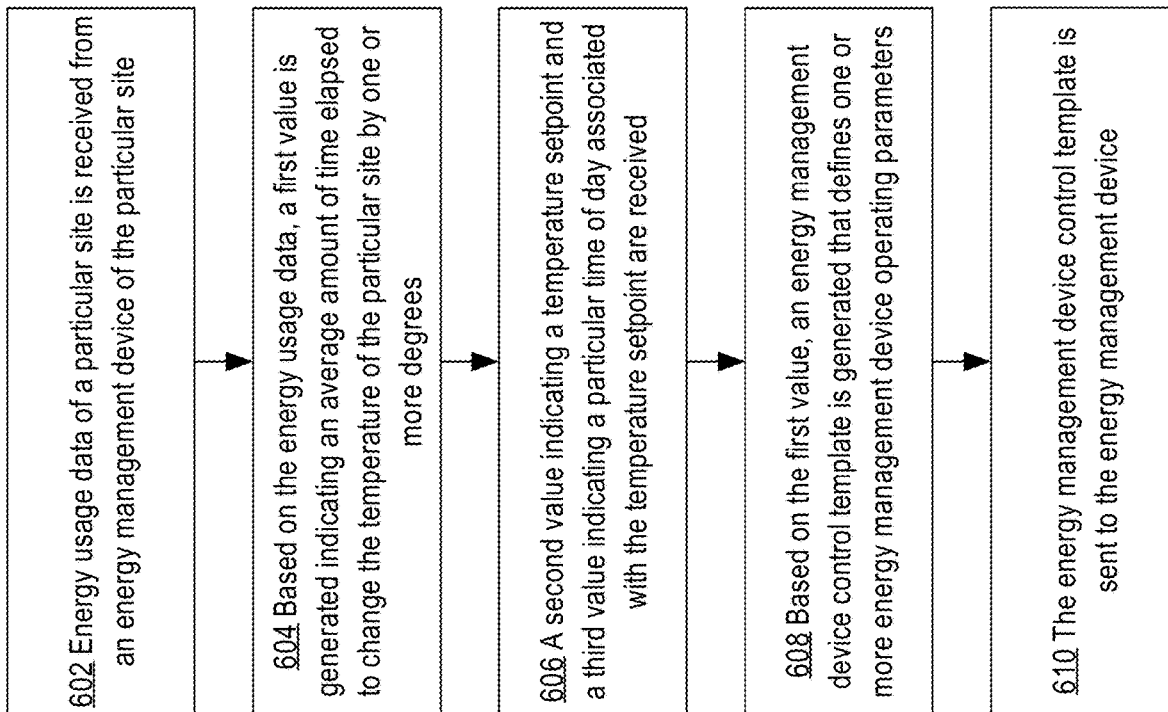 602 Energy usage data of a particular site is received from
an energy management device of the particular site
604 Based on the energy usage data, a first value is
generated indicating an average amount of time elapsed
to change the temperature of the particular site by one or
more degrees
606 A second value indicating a temperature setpoint and
a third value indicating a particular time of day associated
with the temperature setpoint are received
608 Based on the first value, an energy management
device control template is generated that defines one or
more energy management device operating parameters
610 The energy management device control template is
sent to the energy management device